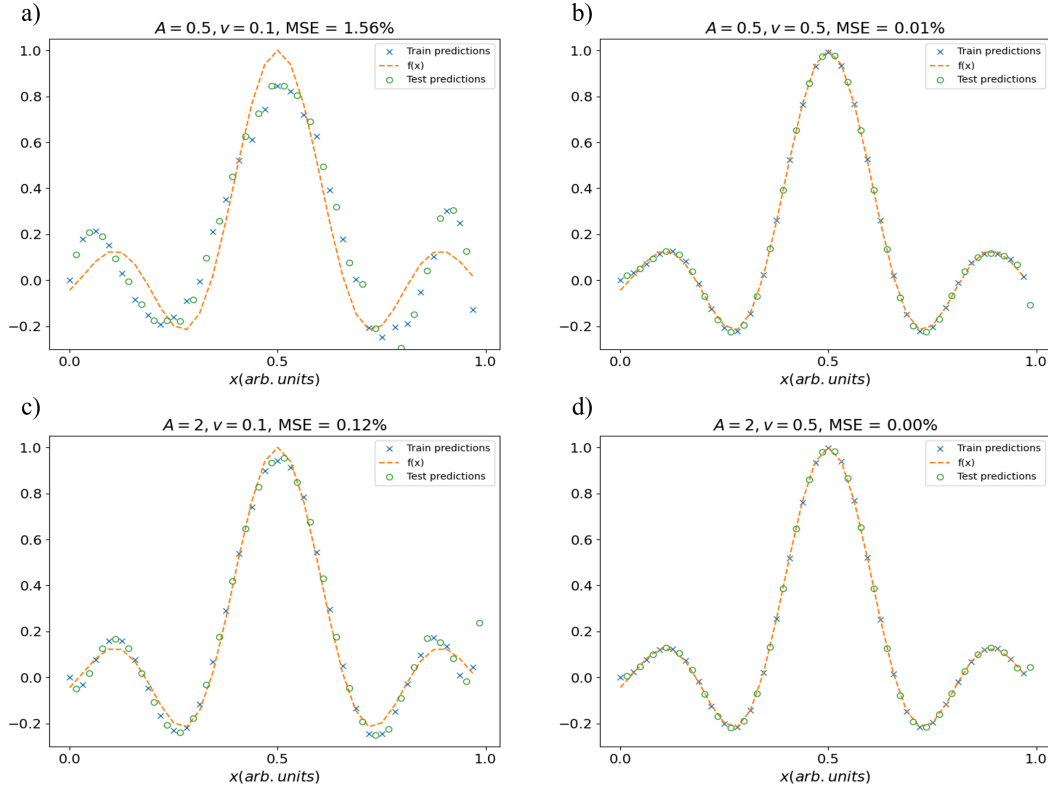 a)
A = 0.5, v = 0.1, MSE = 1.56%
1.0
0.8
0.6
0.4
0.2
0.0
−0.2
Train predictions
f(x)
Test predictions
0.0
0.5
1.0
x(arb. units)
b)
A = 0.5, v = 0.5, MSE = 0.01%
1.0
0.8
0.6
0.4
0.2
0.0
−0.2
Train predictions
f(x)
Test predictions
0.0
0.5
1.0
x(arb. units)
c)
A = 2, v = 0.1, MSE = 0.12%
1.0
0.8
0.6
0.4
0.2
0.0
−0.2
Train predictions
f(x)
Test predictions
0.0
0.5
1.0
x(arb. units)
d)
A = 2, v = 0.5, MSE = 0.00%
1.0
0.8
0.6
0.4
0.2
0.0
−0.2
Train predictions
f(x)
Test predictions
0.0
0.5
1.0
x(arb. units)